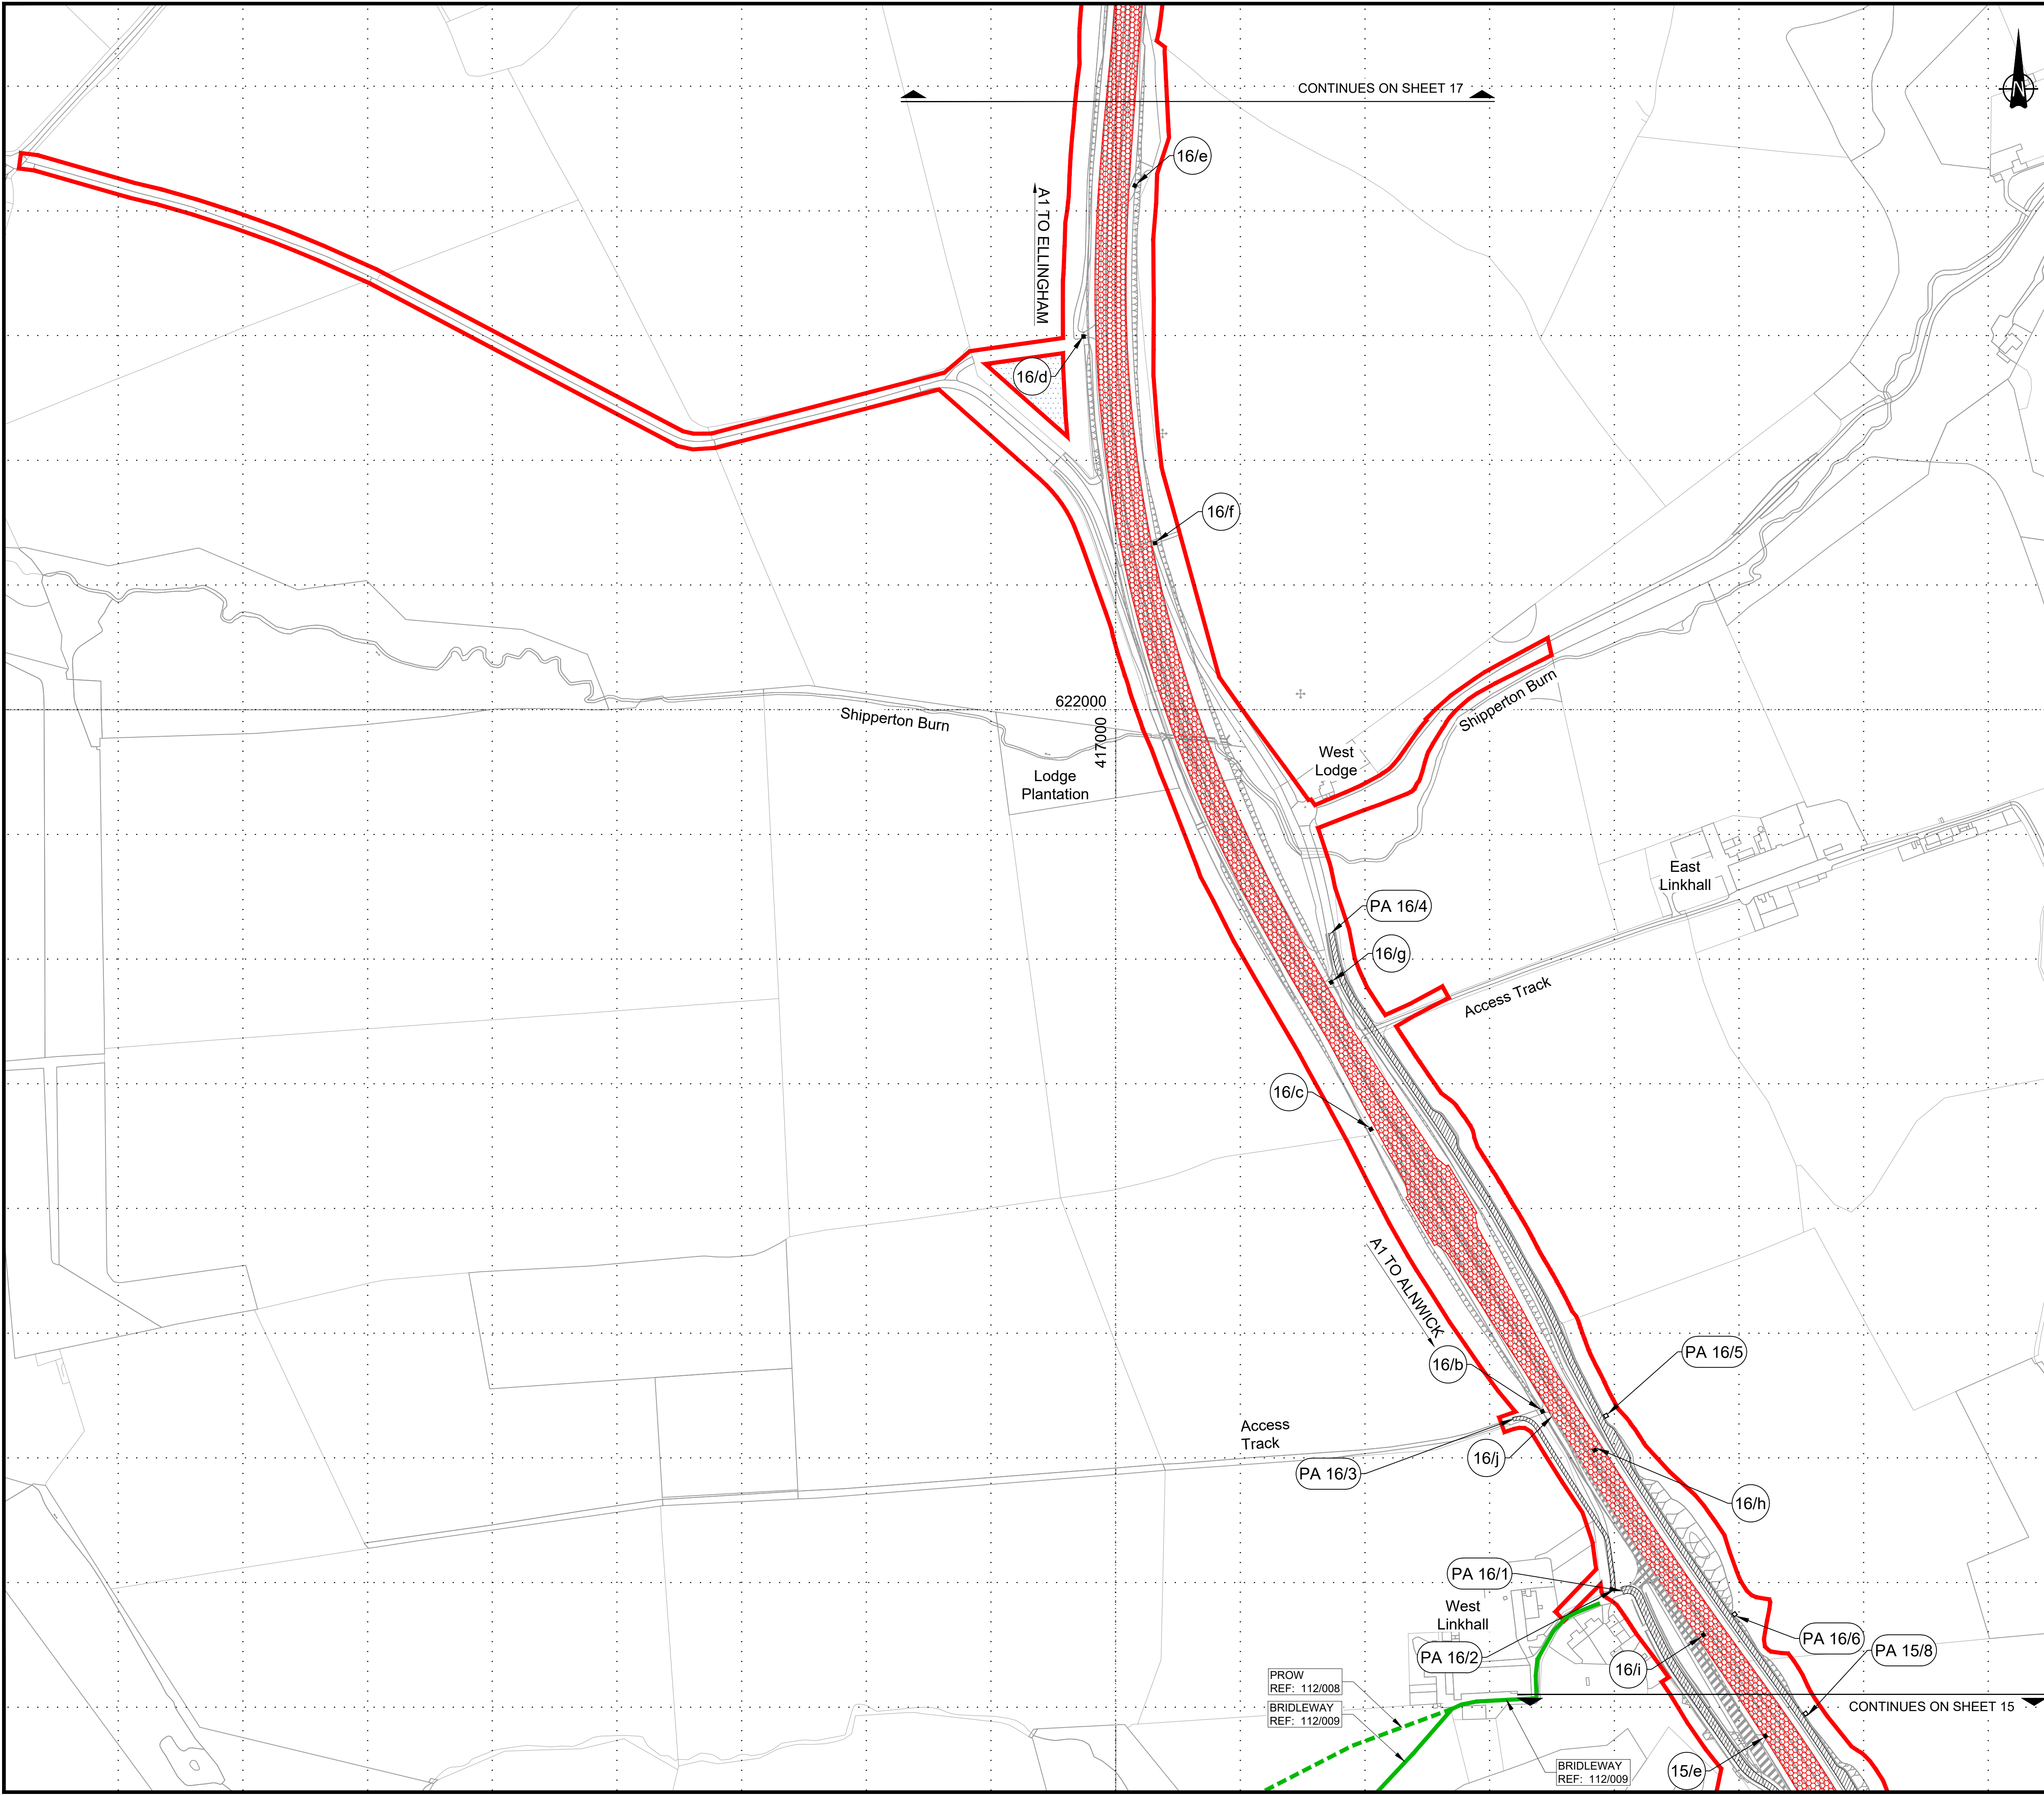 CONTINUES ON SHEET 17
N
16/e
A1 TO ELLINGHAM
16/d
16/f
622000
417000
Shipperton Burn
Shipperton Burn
Lodge
Plantation
West
Lodge
East
Linkhall
PA 16/4
16/g
Access Track
16/c
A1 TO ALNWICK
16/b
PA 16/5
Access
Track
16/j
PA 16/3
16/h
PA 16/1
West
Linkhall
PA 16/2
16/i
PA 16/6
PA 15/8
PROW
REF: 112/008
BRIDLEWAY
REF: 112/009
CONTINUES ON SHEET 15
BRIDLEWAY
REF: 112/009
15/e